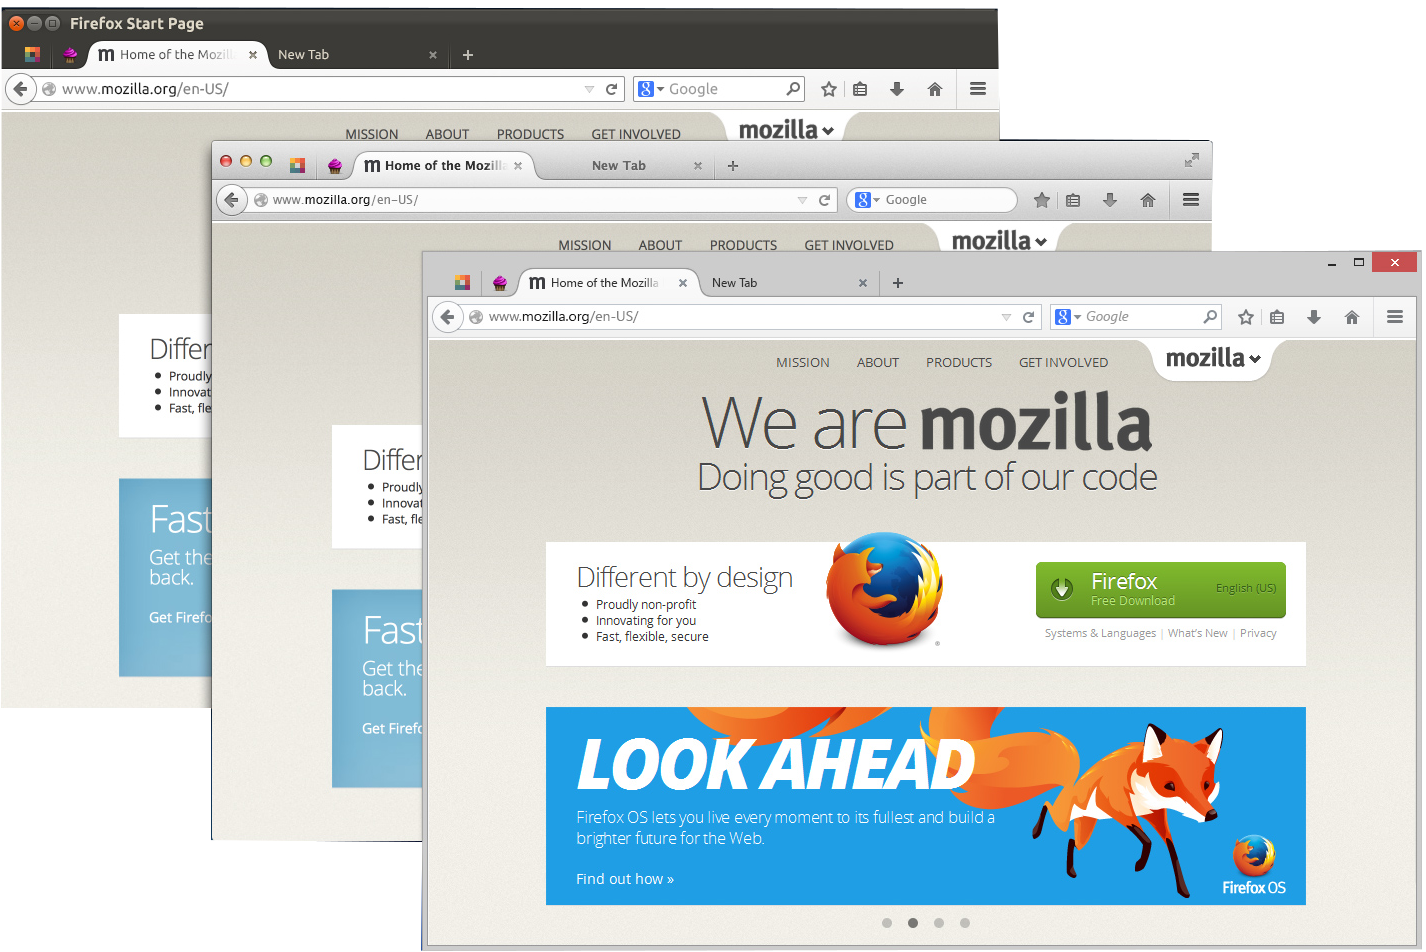 Firefox Start Page
Home of the Mozil
New Tab
www.mozilla.org/en-US/
8 Google
MISSION ABOUT PRODUCTS GET INVOLVED mozilla
Differ
Proudly
Innovat
Fast, fle
Fast
Get the
back.
Get Firefo
m Home of the Mozill
New Tab
www.mozilla.org/en-US/
8 Google
MISSION ABOUT PRODUCTS GET INVOLVED mozilla
Differ
Proudly
Innovat
Fast, fle
Fast
Get the
back.
Get Firefo
m Home of the Mozilla
New Tab
www.mozilla.org/en-US/
8 Google
MISSION ABOUT PRODUCTS GET INVOLVED mozilla
We are mozilla
Doing good is part of our code
Different by design
Proudly non-profit
Innovating for you
Fast, flexible, secure
Firefox
Free Download
English (US)
Systems & Languages | What's New | Privacy
LOOK AHEAD
Firefox OS lets you live every moment to its fullest and build a
brighter future for the Web.
Find out how »
Firefox OS